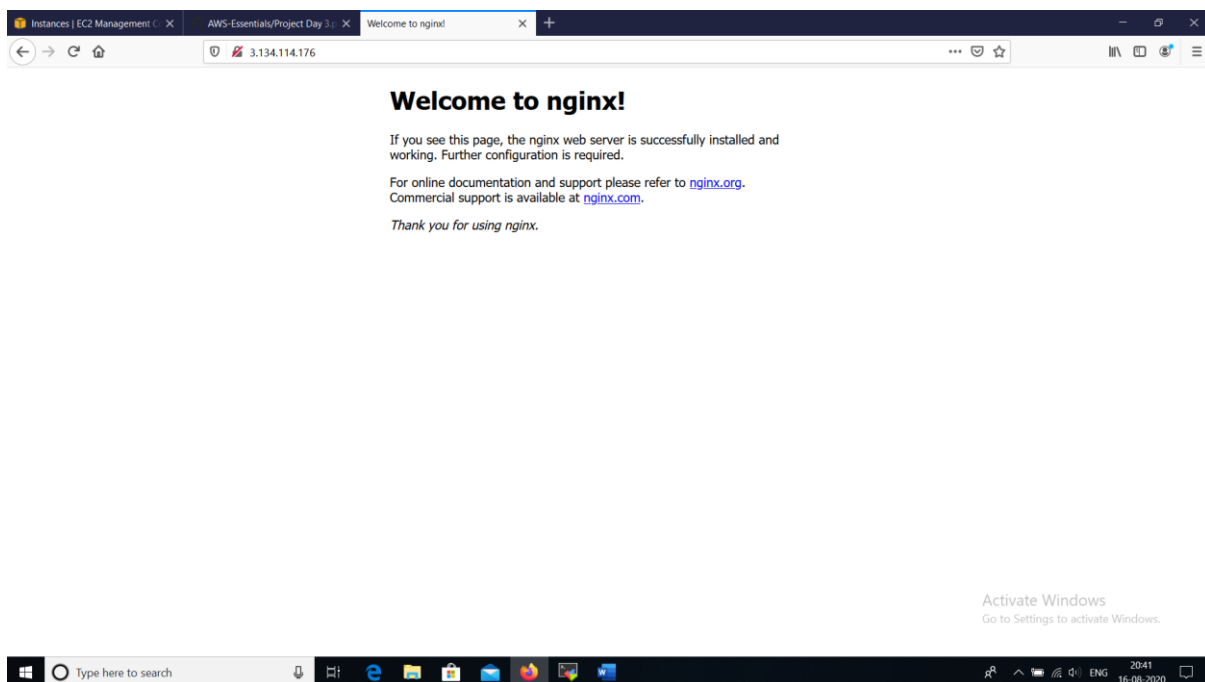 Instances | EC2 Management C
AWS-Essentials/Project Day 3.p
Welcome to nginx!
3.134.114.176
Welcome to nginx!
If you see this page, the nginx web server is successfully installed and
working. Further configuration is required.
For online documentation and support please refer to nginx.org.
Commercial support is available at nginx.com.
Thank you for using nginx.
Activate Windows
Go to Settings to activate Windows.
Type here to search
ENG
20:41
16-08-2020